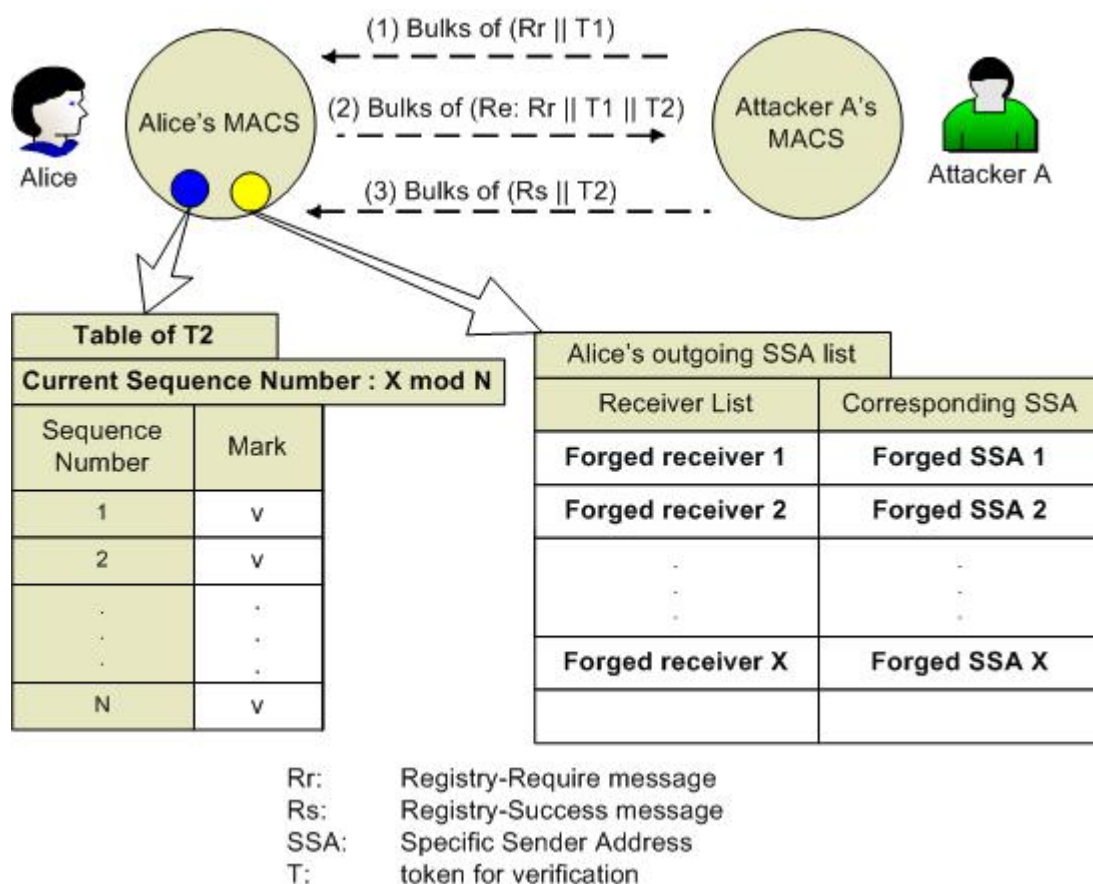 (1) Bulks of (Rr || T1)
Alice's MACS
(2) Bulks of (Re: Rr || T1 || T2)
Attacker A's
MACS
Alice
Attacker A
(3) Bulks of (Rs || T2)
Table of T2
Current Sequence Number : X mod N
Sequence
Number
Mark
1
v
2
v
.
.
.
.
.
.
N
v
Alice's outgoing SSA list
Receiver List
Corresponding SSA
Forged receiver 1
Forged SSA 1
Forged receiver 2
Forged SSA 2
.
.
.
.
.
.
Forged receiver X
Forged SSA X
Rr: Registry-Require message
Rs: Registry-Success message
SSA: Specific Sender Address
T: token for verification